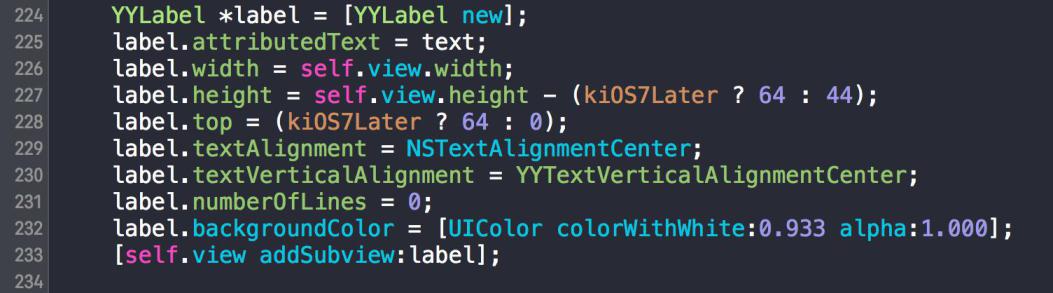 224 YYLabel *label = [YYLabel new];
225 label.attributedText = text;
226 label.width = self.view.width;
227 label.height = self.view.height - (kiOS7Later ? 64 : 44);
228 label.top = (kiOS7Later ? 64 : 0);
229 label.textAlignment = NSTextAlignmentCenter;
230 label.textVerticalAlignment = YYTextVerticalAlignmentCenter;
231 label.numberOfLines = 0;
232 label.backgroundColor = [UIColor colorWithWhite:0.933 alpha:1.000];
233 [self.view addSubview:label];
234